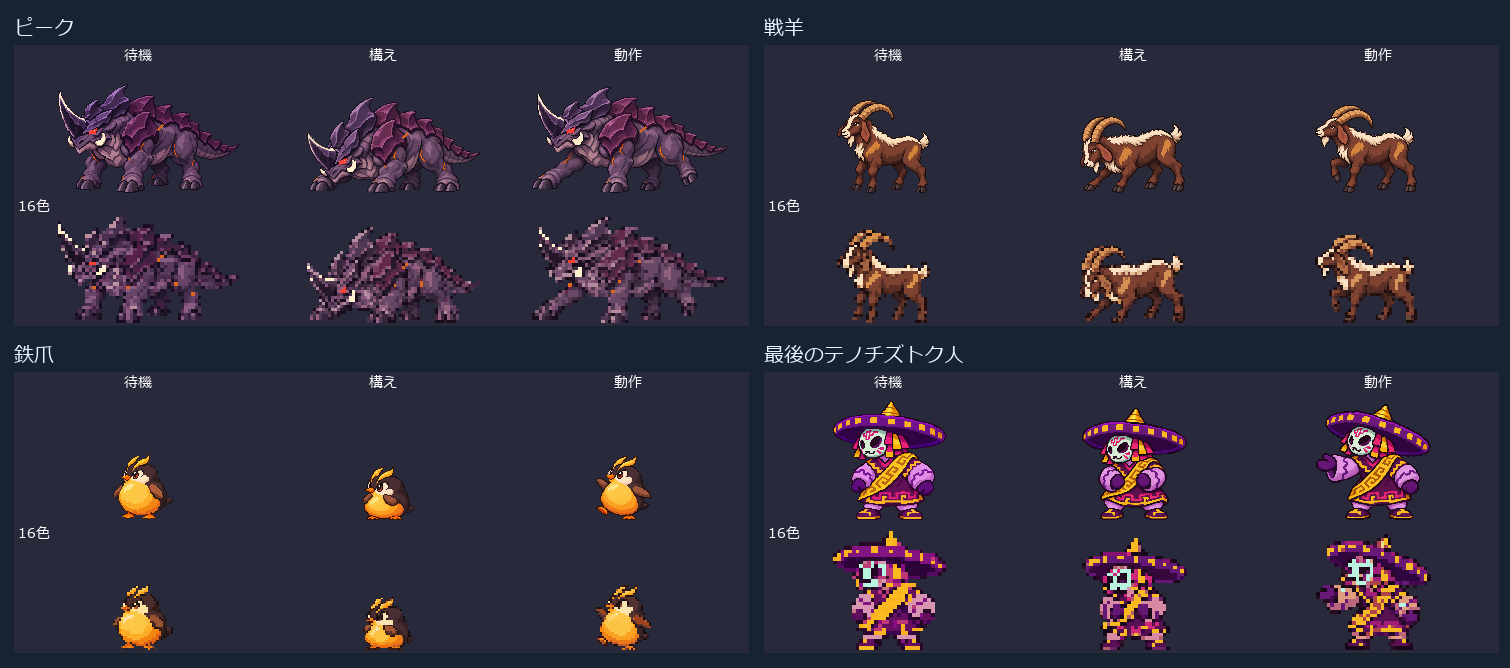 ピーク
待機 構え 動作
16色
戦羊
待機 構え 動作
16色
鉄爪
待機 構え 動作
16色
最後のテノチズトク人
待機 構え 動作
16色